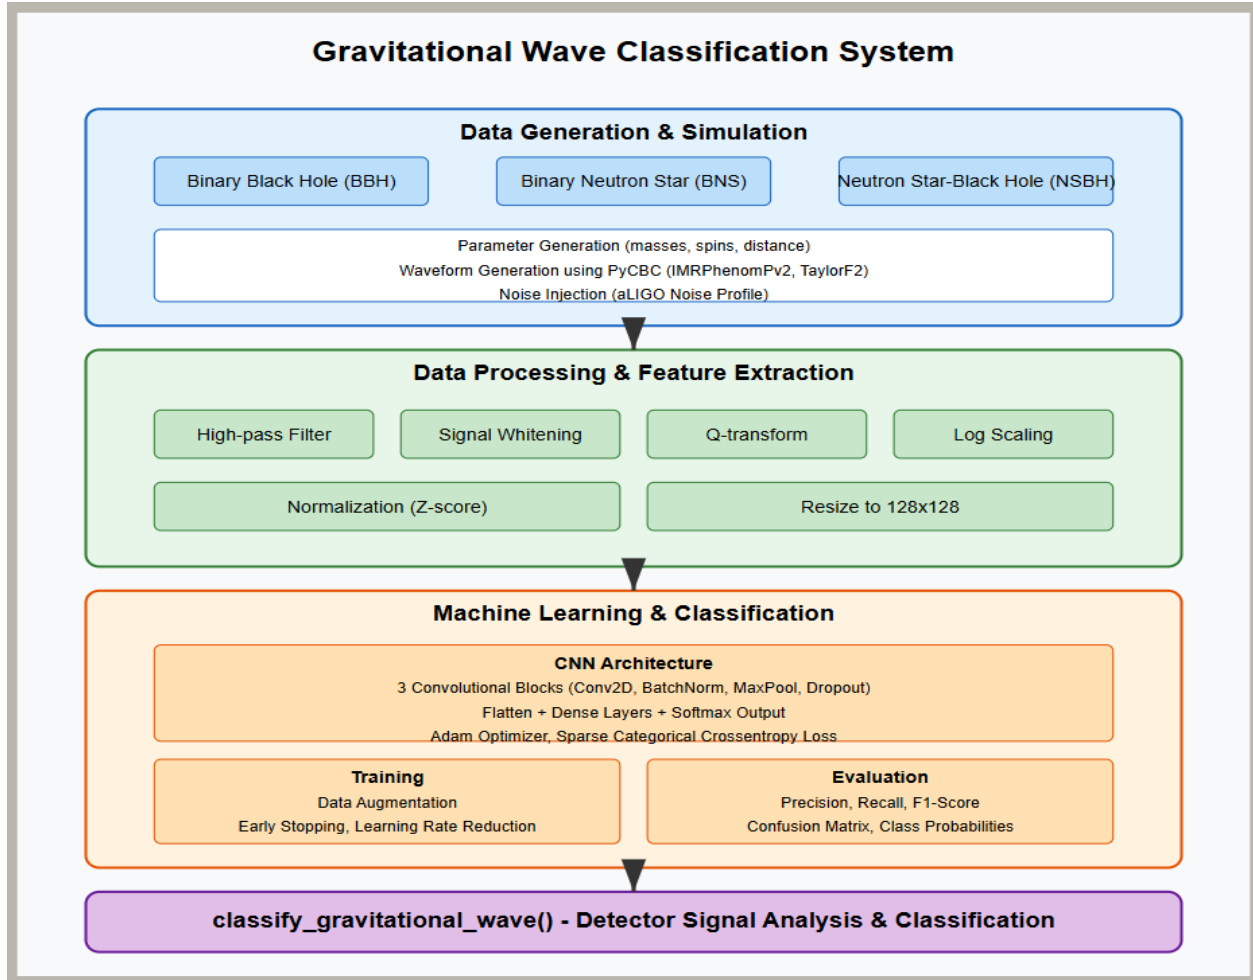 Gravitational Wave Classification System
Data Generation & Simulation
Binary Black Hole (BBH)
Binary Neutron Star (BNS)
Neutron Star-Black Hole (NSBH)
Parameter Generation (masses, spins, distance)
Waveform Generation using PyCBC (IMRPhenomPv2, TaylorF2)
Noise Injection (aLIGO Noise Profile)
Data Processing & Feature Extraction
High-pass Filter
Signal Whitening
Q-transform
Log Scaling
Normalization (Z-score)
Resize to 128x128
Machine Learning & Classification
CNN Architecture
3 Convolutional Blocks (Conv2D, BatchNorm, MaxPool, Dropout)
Flatten + Dense Layers + Softmax Output
Adam Optimizer, Sparse Categorical Crossentropy Loss
Training
Data Augmentation
Early Stopping, Learning Rate Reduction
Evaluation
Precision, Recall, F1-Score
Confusion Matrix, Class Probabilities
classify_gravitational_wave() - Detector Signal Analysis & Classification